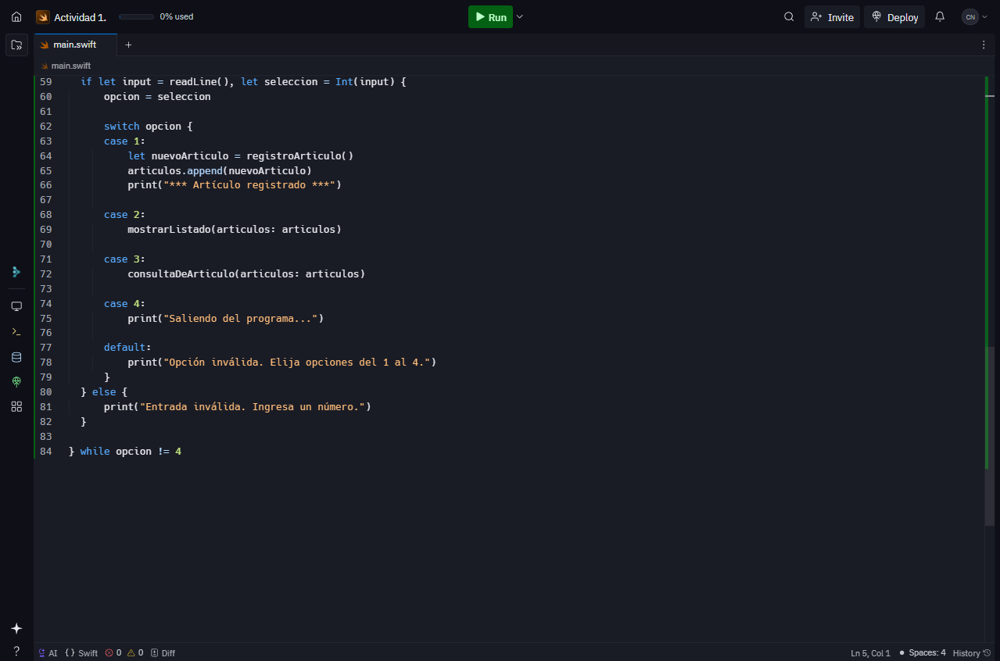 Actividad 1.
0% used
Run
Invite
Deploy
CN
main.swift
main.swift
59 if let input = readLine(), let seleccion = Int(input) {
60 opcion = seleccion
61
62 switch opcion {
63 case 1:
64 let nuevoArticulo = registroArticulo()
65 articulos.append(nuevoArticulo)
66 print("*** Artículo registrado ***")
67
68 case 2:
69 mostrarListado(articulos: articulos)
70
71 case 3:
72 consultaDeArticulo(articulos: articulos)
73
74 case 4:
75 print("Saliendo del programa...")
76
77 default:
78 print("Opción inválida. Elija opciones del 1 al 4.")
79 }
80 } else {
81 print("Entrada inválida. Ingresa un número.")
82 }
83
84 } while opcion != 4
?
AI {} Swift 0 0 Diff
Ln 5, Col 1 Spaces: 4 History